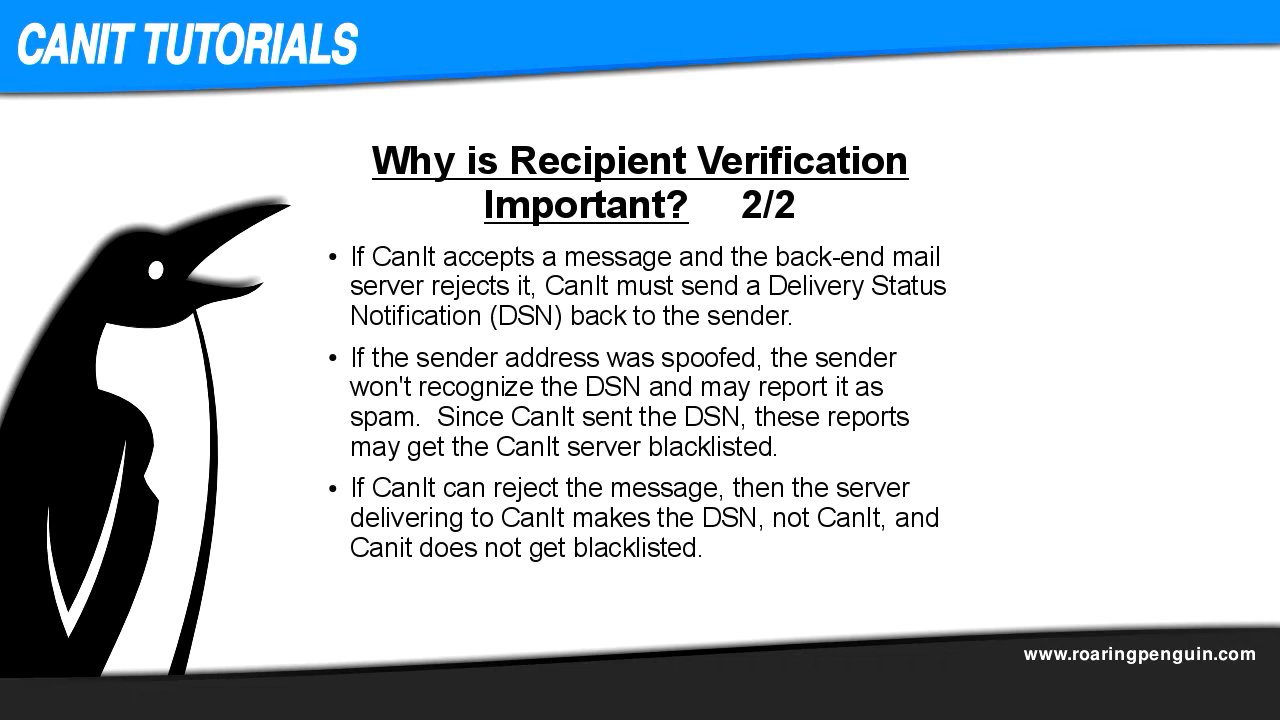 CANIT TUTORIALS
Why is Recipient Verification
Important? 2/2
• If CanIt accepts a message and the back-end mail
server rejects it, CanIt must send a Delivery Status
Notification (DSN) back to the sender.
• If the sender address was spoofed, the sender
won't recognize the DSN and may report it as
spam.  Since CanIt sent the DSN, these reports
may get the CanIt server blacklisted.
• If CanIt can reject the message, then the server
delivering to CanIt makes the DSN, not CanIt, and
Canit does not get blacklisted.
www.roaringpenguin.com